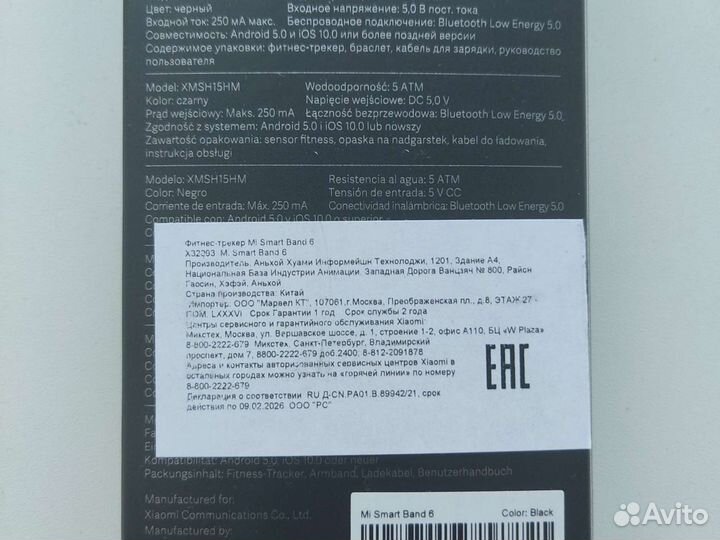 Цвет: черный Входное напряжение: 5,0 В пост. тока
Входной ток: 250 мА макс. Беспроводное подключение: Bluetooth Low Energy 5.0
Совместимость: Android 5.0 и iOS 10.0 или более поздней версии
Содержимое упаковки: фитнес-трекер, браслет, кабель для зарядки, руководство
пользователя
Model: XMSH15HM Wodoodporność: 5 ATM
Kolor: czarny Napięcie wejściowe: DC 5,0 V
Prąd wejściowy: Maks. 250 mA Łączność bezprzewodowa: Bluetooth Low Energy 5.0
Zgodność z systemem: Android 5.0 i iOS 10.0 lub nowszy
Zawartość opakowania: sensor fitness, opaska na nadgarstek, kabel do ładowania,
instrukcja obsługi
Modelo: XMSH15HM Resistencia al agua: 5 ATM
Color: Negro Tensión de entrada: 5 V CC
Corriente de entrada: Máx. 250 mA Conectividad inalámbrica: Bluetooth Low Energy 5.0
Compatible con: Android 5.0 y iOS 10.0 o superior
Фитнес-трекер Mi Smart Band 6
X32293 M. Smart Band 6
Производитель: Аньхой Хуами Информейшн Текнолоджи, 1201, Здание А4,
Национальная База Индустрии Анимации, Западная Дорога Ванцзян № 800, Район
Гаосин, Хэфэй, Аньхой
Страна производства: Китай
Импортер: ООО "Марвел КТ", 107061,г.Москва, Преображенская пл., д.8, ЭТАЖ 27 -
ПОМ. LXXXVI Срок Гарантии 1 год Срок службы 2 года
Центры сервисного и гарантийного обслуживания Xiaomi
Микстех, Москва, ул. Вершавское шоссе, д. 1, строение 1-2, офис А110, БЦ «W Plaza»
8-800-2222-679 Микстех, Санкт-Петербург, Владимирский
проспект, дом 7, 8800-2222-679 доб.2400; 8-812-2091878
Адреса и контакты авторизованных сервисных центров Xiaomi в
остальных городах можно узнать на «горячей линии» по номеру
8-800-2222-679
Декларация о соответствии RU Д-CN.РА01.В.89942/21, срок
действия по 09.02.2026 ООО "РС"
EAC
Kompatibilität: Android 5.0, iOS 10.0 oder neuer
Packungsinhalt: Fitness-Tracker, Armband, Ladekabel, Benutzerhandbuch
Manufactured for:
Xiaomi Communications Co., Ltd.
Manufactured by:
Mi Smart Band 6 Color: Black
Avito